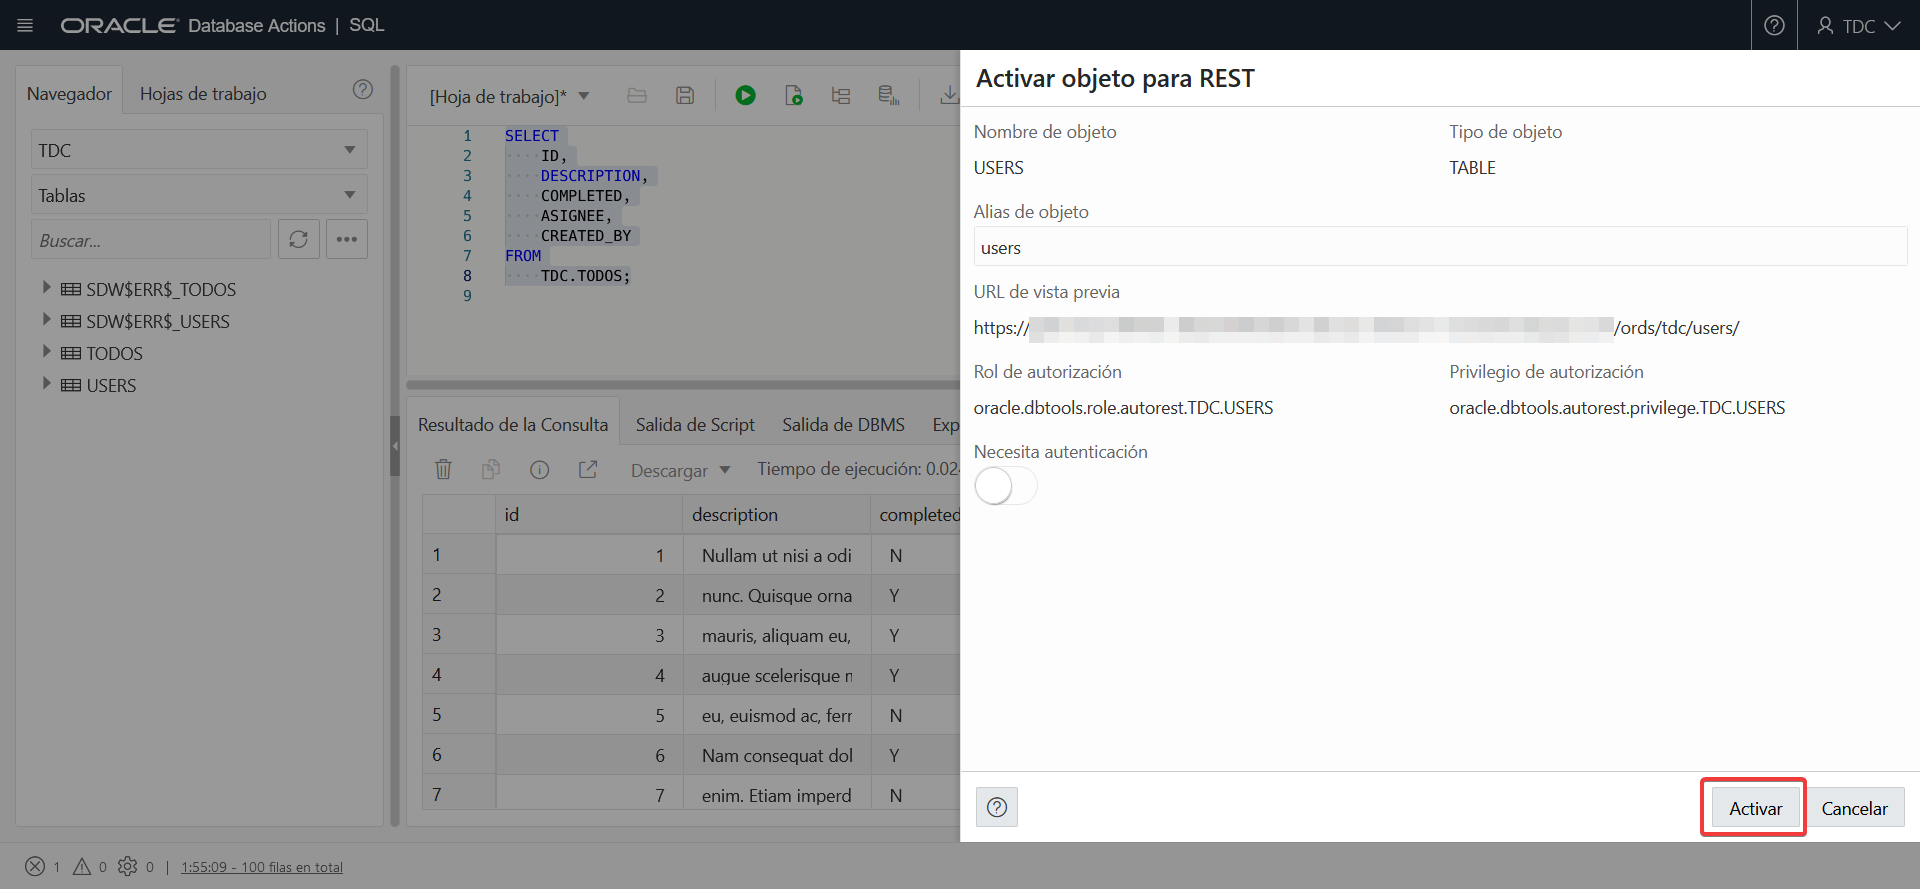 ORACLE Database Actions | SQL
TDC
Navegador
Hojas de trabajo
TDC
Tablas
Buscar...
SDW$ERR$_TODOS
SDW$ERR$_USERS
TODOS
USERS
[Hoja de trabajo]*
1 SELECT
2 ID,
3 DESCRIPTION,
4 COMPLETED,
5 ASIGNEE,
6 CREATED_BY
7 FROM
8 TDC.TODOS;
9
Resultado de la Consulta
Salida de Script
Salida de DBMS
Exp
Descargar
Tiempo de ejecución: 0.02
id description completed
1 1 Nullam ut nisi a odi N
2 2 nunc. Quisque orna Y
3 3 mauris, aliquam eu, Y
4 4 augue scelerisque Y
5 5 eu, euismod ac, N
6 6 Nam consequat dol Y
7 7 enim. Etiam imperd N
Activar objeto para REST
Nombre de objeto
Tipo de objeto
USERS
TABLE
Alias de objeto
users
URL de vista previa
https:// /ords/tdc/users/
Rol de autorización
Privilegio de autorización
oracle.dbtools.role.autorest.TDC.USERS
oracle.dbtools.autorest.privilege.TDC.USERS
Necesita autenticación
Activar
Cancelar
1 0 0 | 1:55:09 - 100 filas en total